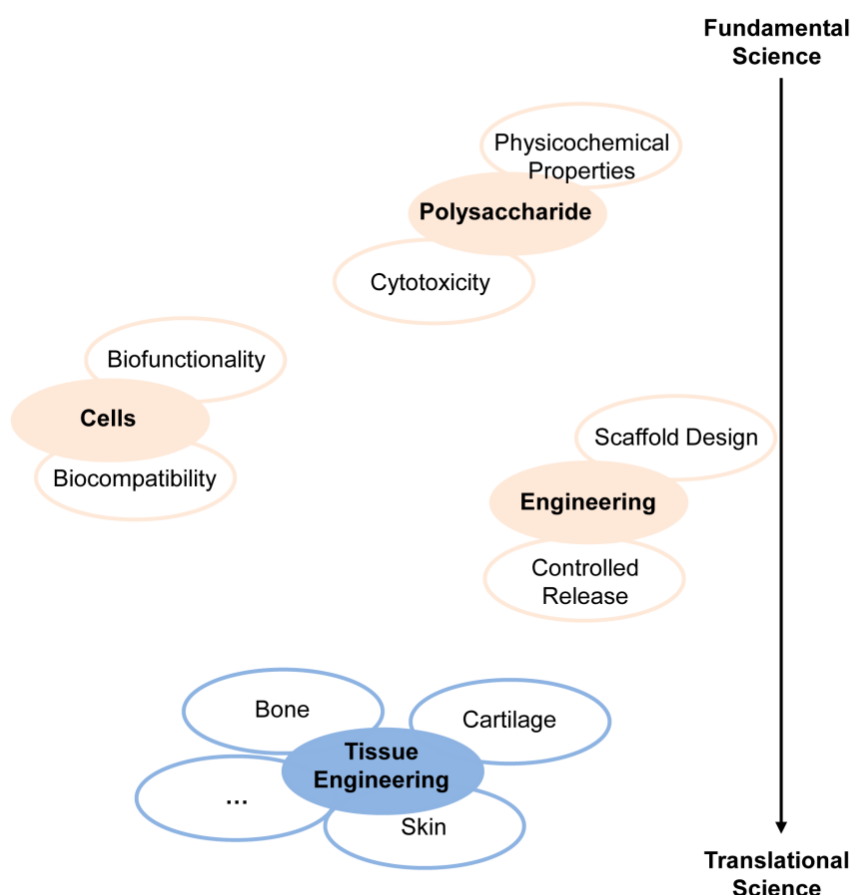 Fundamental
Science
Physicochemical
Properties
Polysaccharide
Cytotoxicity
Biofunctionality
Cells
Biocompatibility
Scaffold Design
Engineering
Controlled
Release
Bone
Cartilage
Tissue
Engineering
...
Skin
Translational
Science